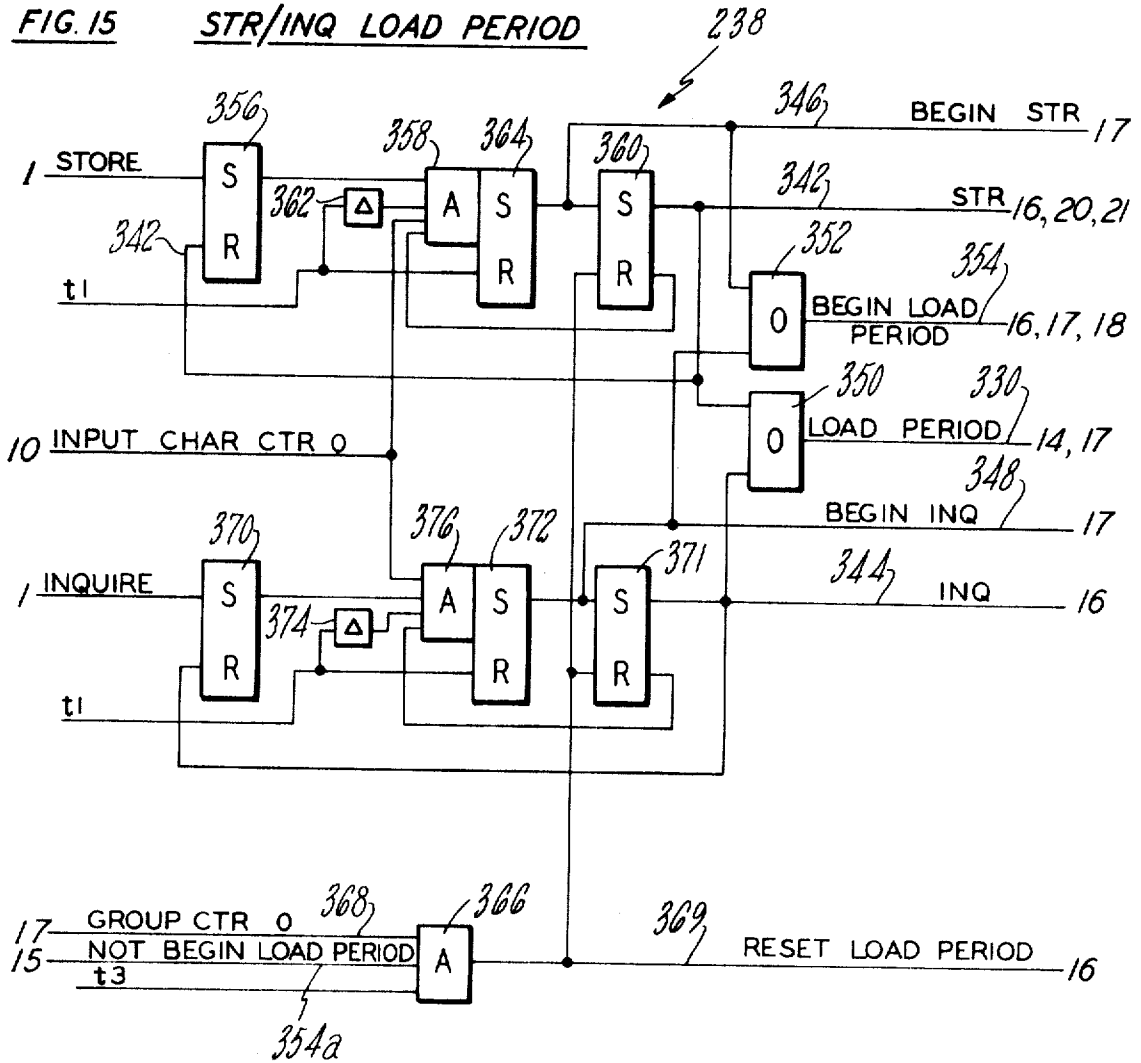 FIG. 15 STR/INQ LOAD PERIOD
238
356
358
364
360
346
BEGIN STR 17
1 STORE
S
362
Δ
A
S
S
342
STR 16, 20, 21
342
R
R
R
352
354
t1
O
BEGIN LOAD PERIOD 16, 17, 18
350
330
10 INPUT CHAR CTR 0
O
LOAD PERIOD 14, 17
348
370
376
372
371
BEGIN INQ 17
1 INQUIRE
S
374
Δ
A
S
S
344
INQ 16
R
R
R
t1
368
366
17 GROUP CTR 0
15 NOT BEGIN LOAD PERIOD
A
369
RESET LOAD PERIOD 16
t3
354a